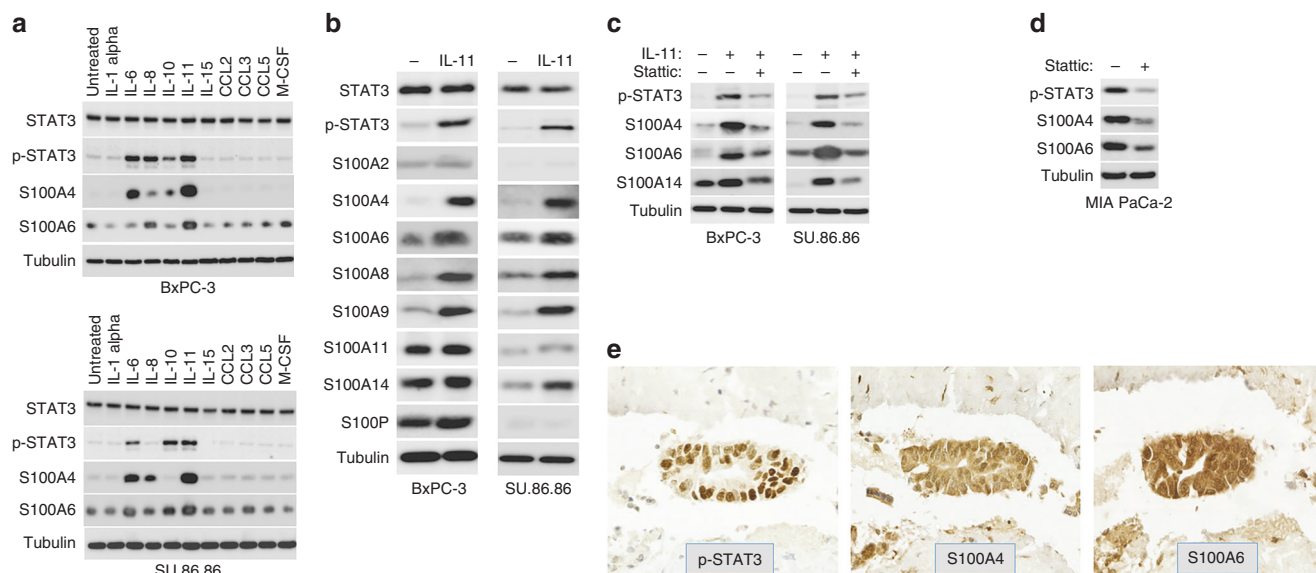 a
Untreated
IL-1 alpha
IL-6
IL-8
IL-10
IL-11
IL-15
CCL2
CCL3
CCL5
M-CSF
STAT3
p-STAT3
S100A4
S100A6
Tubulin
BxPC-3
Untreated
IL-1 alpha
IL-6
IL-8
IL-10
IL-11
IL-15
CCL2
CCL3
CCL5
M-CSF
STAT3
p-STAT3
S100A4
S100A6
Tubulin
SU.86.86
b
– IL-11 – IL-11
STAT3
p-STAT3
S100A2
S100A4
S100A6
S100A8
S100A9
S100A11
S100A14
S100P
Tubulin
BxPC-3 SU.86.86
c
IL-11: – + + – + +
Stattic: – – + – – +
p-STAT3
S100A4
S100A6
S100A14
Tubulin
BxPC-3 SU.86.86
d
Stattic: – +
p-STAT3
S100A4
S100A6
Tubulin
MIA PaCa-2
e
p-STAT3 S100A4 S100A6